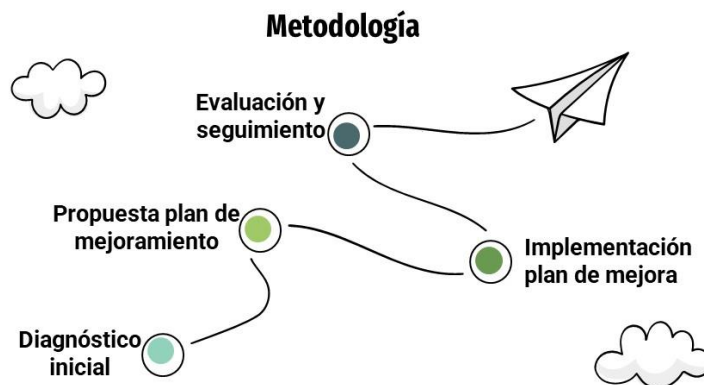 Metodología
Evaluación y
seguimiento
Propuesta plan de
mejoramiento
Implementación
plan de mejora
Diagnóstico
inicial